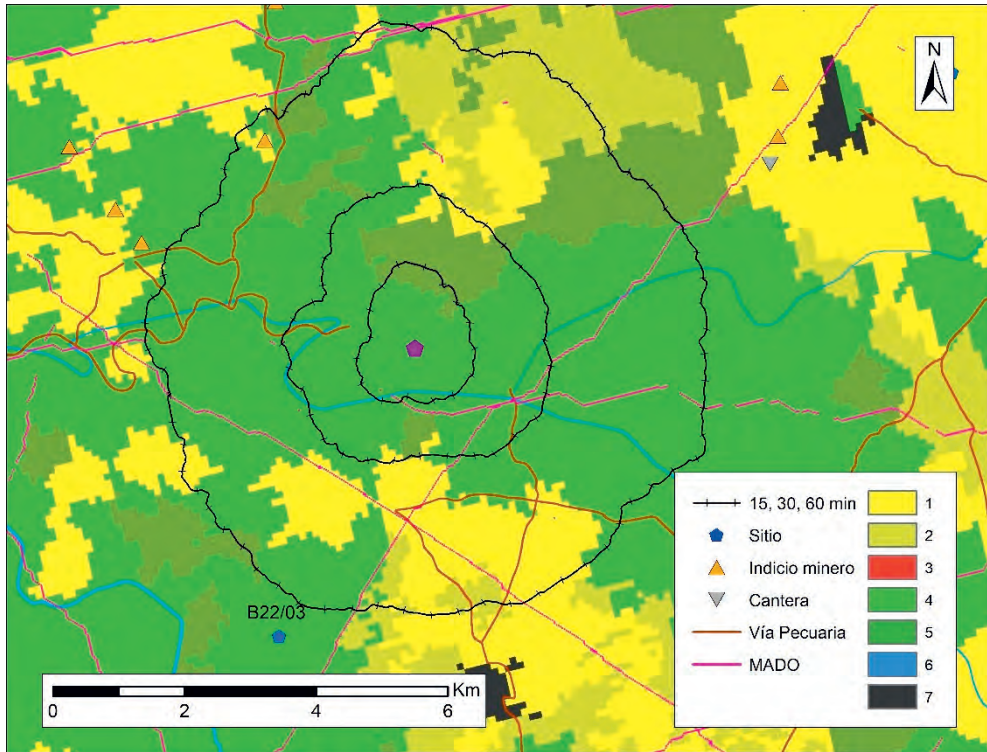 N
15, 30, 60 min
Sitio
Indicio minero
Cantera
Vía Pecuaria
MADO
1
2
3
4
5
6
7
B22/03
Km
0 2 4 6